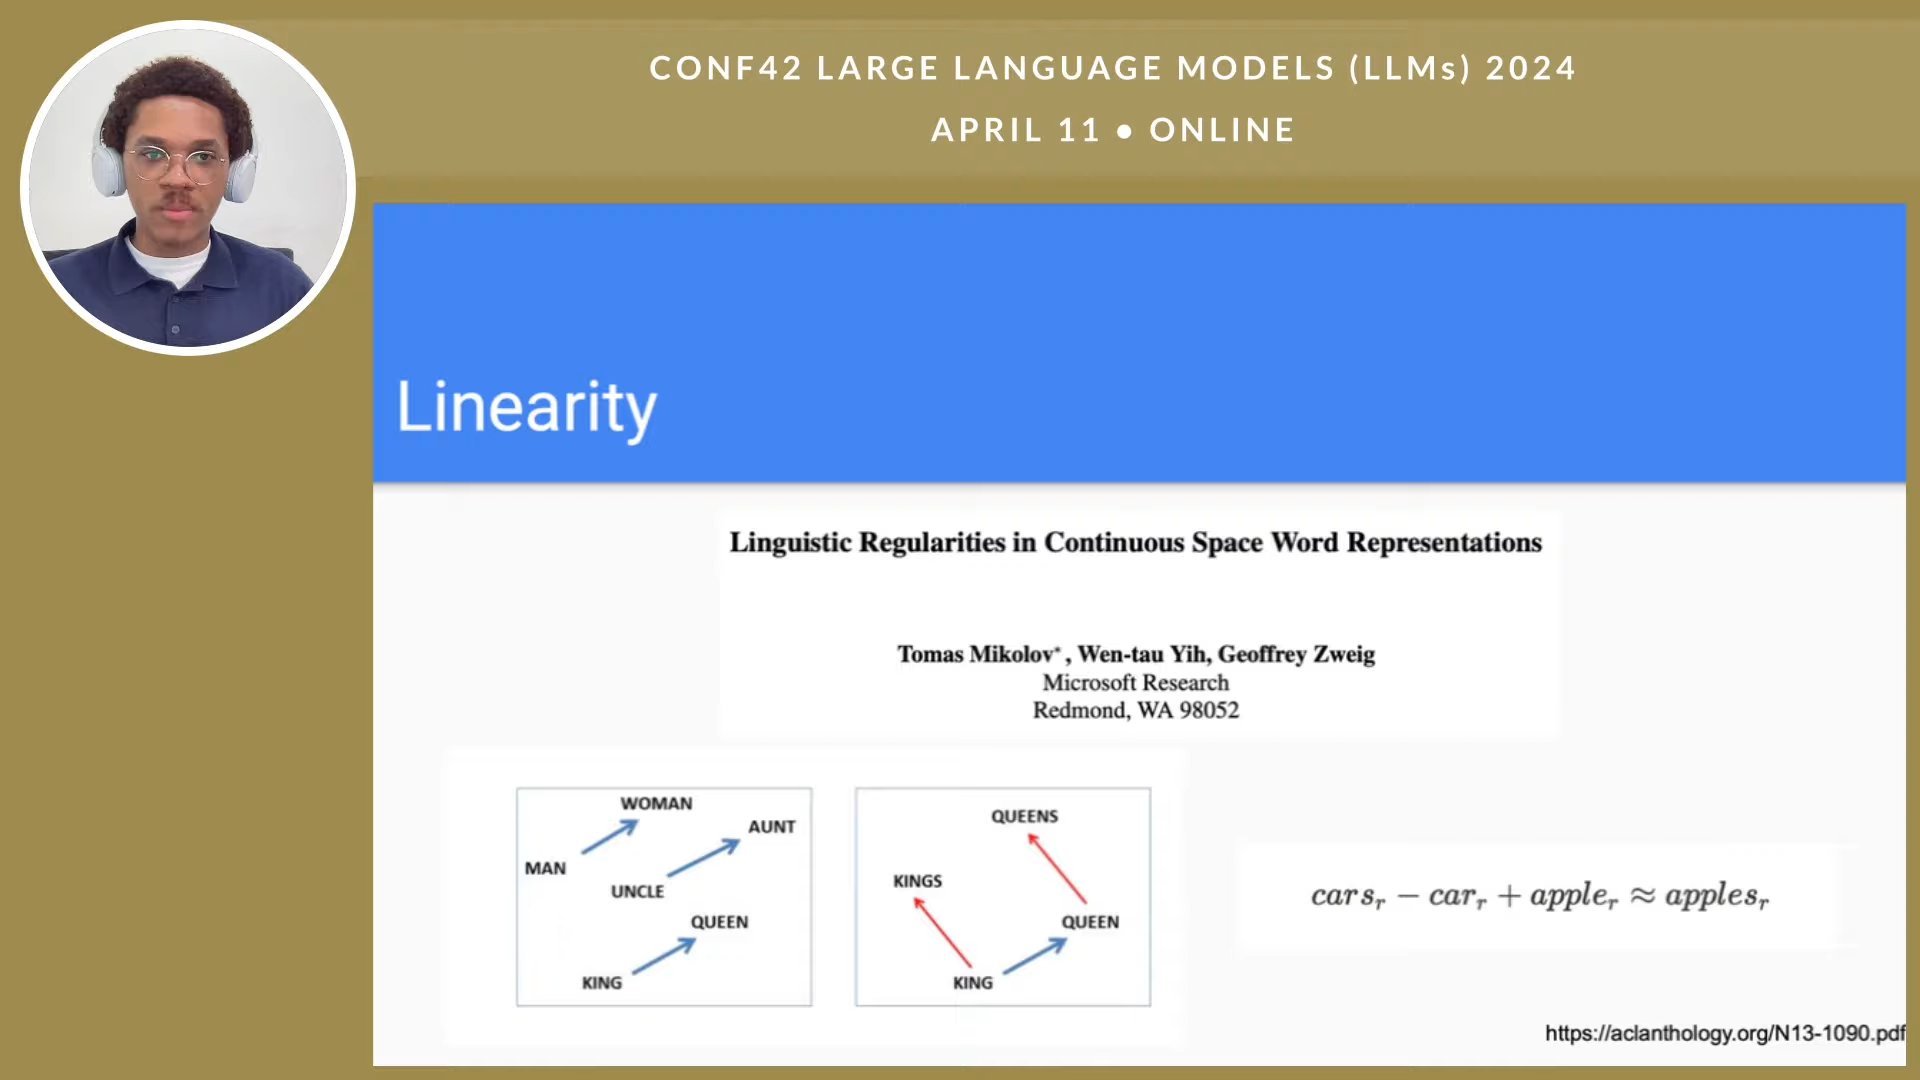 CONF42 LARGE LANGUAGE MODELS (LLMs) 2024
APRIL 11 • ONLINE
Linearity
Linguistic Regularities in Continuous Space Word Representations
Tomas Mikolov*, Wen-tau Yih, Geoffrey Zweig
Microsoft Research
Redmond, WA 98052
WOMAN
AUNT
MAN
UNCLE
QUEEN
KING
QUEENS
KINGS
QUEEN
KING
cars_r − car_r + apple_r ≈ apples_r
https://aclanthology.org/N13-1090.pdf